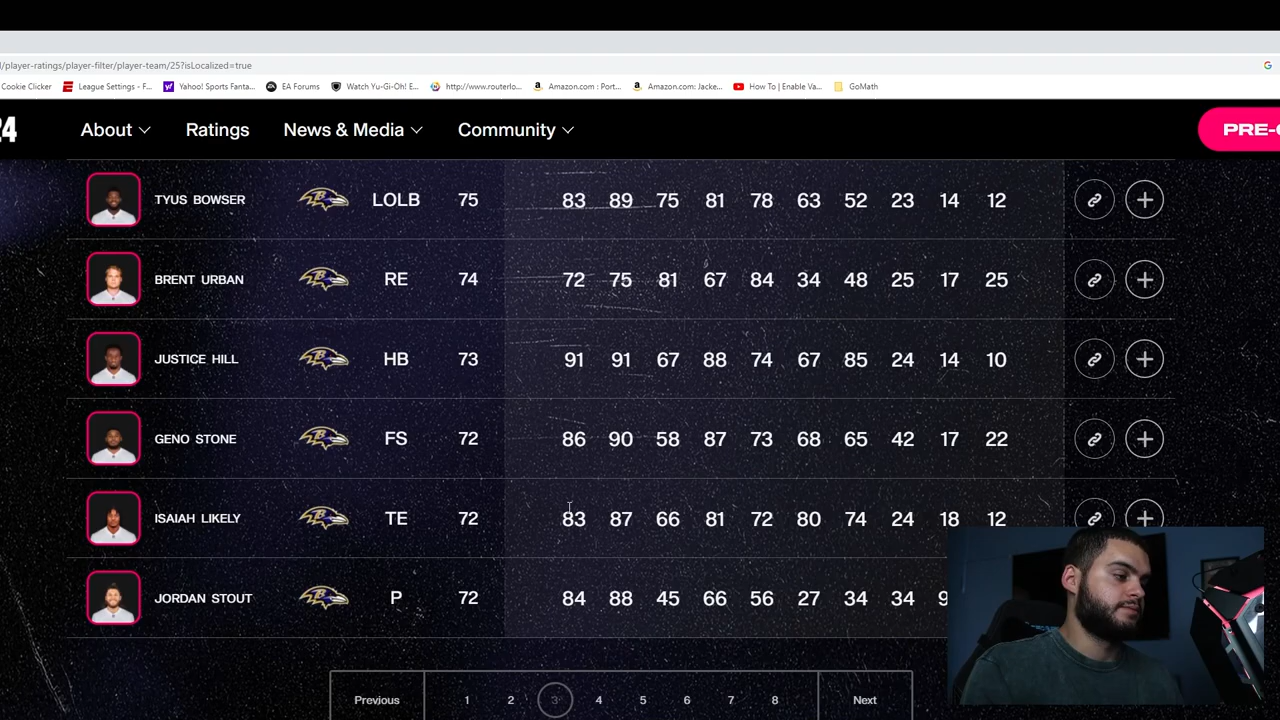 /player-ratings/player-filter/player-team/25?isLocalized=true
Cookie Clicker League Settings - F... Yahoo! Sports Fanta... EA Forums Watch Yu-Gi-Oh! E... http://www.routerlo... Amazon.com : Port... Amazon.com: Jacke... How To | Enable Va... GoMath
24 About Ratings News & Media Community PRE-
TYUS BOWSER LOLB 75 83 89 75 81 78 63 52 23 14 12
BRENT URBAN RE 74 72 75 81 67 84 34 48 25 17 25
JUSTICE HILL HB 73 91 91 67 88 74 67 85 24 14 10
GENO STONE FS 72 86 90 58 87 73 68 65 42 17 22
ISAIAH LIKELY TE 72 83 87 66 81 72 80 74 24 18 12
JORDAN STOUT P 72 84 88 45 66 56 27 34 34 9
Previous 1 2 3 4 5 6 7 8 Next